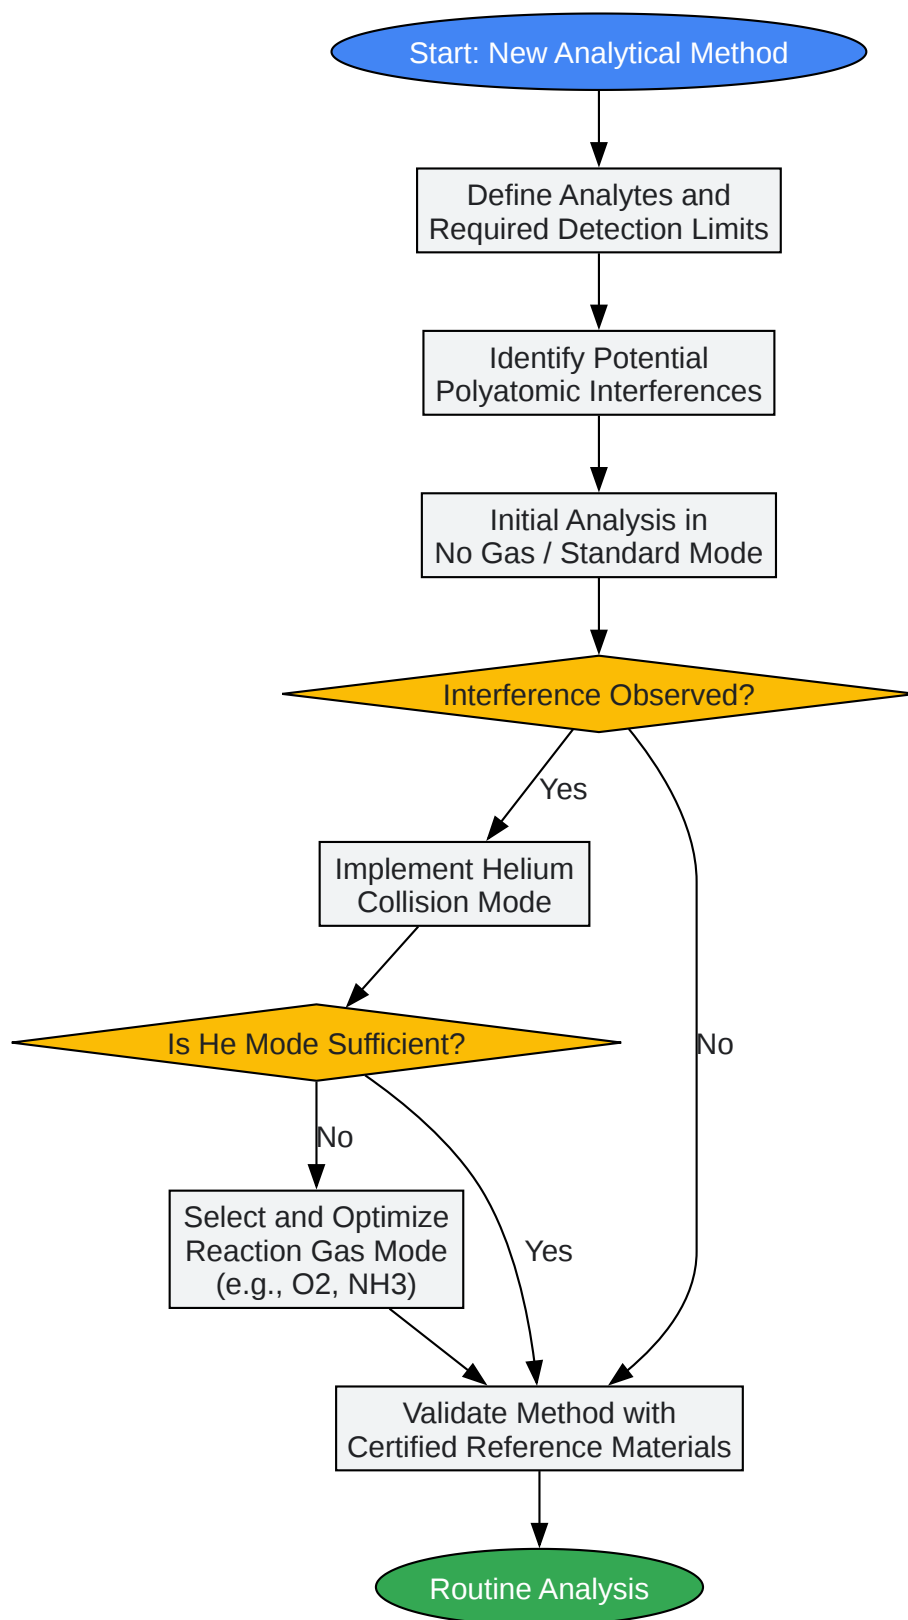 Start: New Analytical Method
Define Analytes and
Required Detection Limits
Identify Potential
Polyatomic Interferences
Initial Analysis in
No Gas / Standard Mode
Interference Observed?
Yes
Implement Helium
Collision Mode
Is He Mode Sufficient?
No
No
Select and Optimize
Reaction Gas Mode
(e.g., O2, NH3)
Yes
Validate Method with
Certified Reference Materials
Routine Analysis